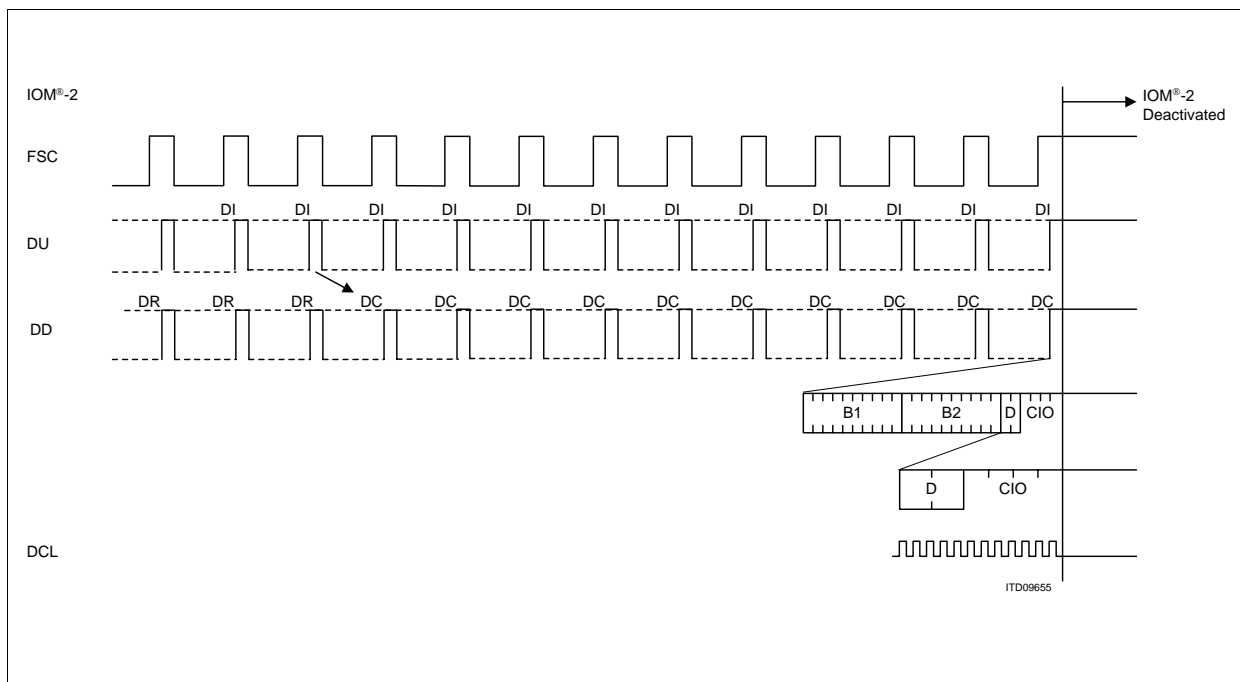 IOM®-2
IOM®-2
Deactivated
FSC
DI DI DI DI DI DI DI DI DI DI DI DI
DU
DR DR DR DC DC DC DC DC DC DC DC DC DC
DD
B1 B2 D CIO
D CIO
DCL
ITD09655